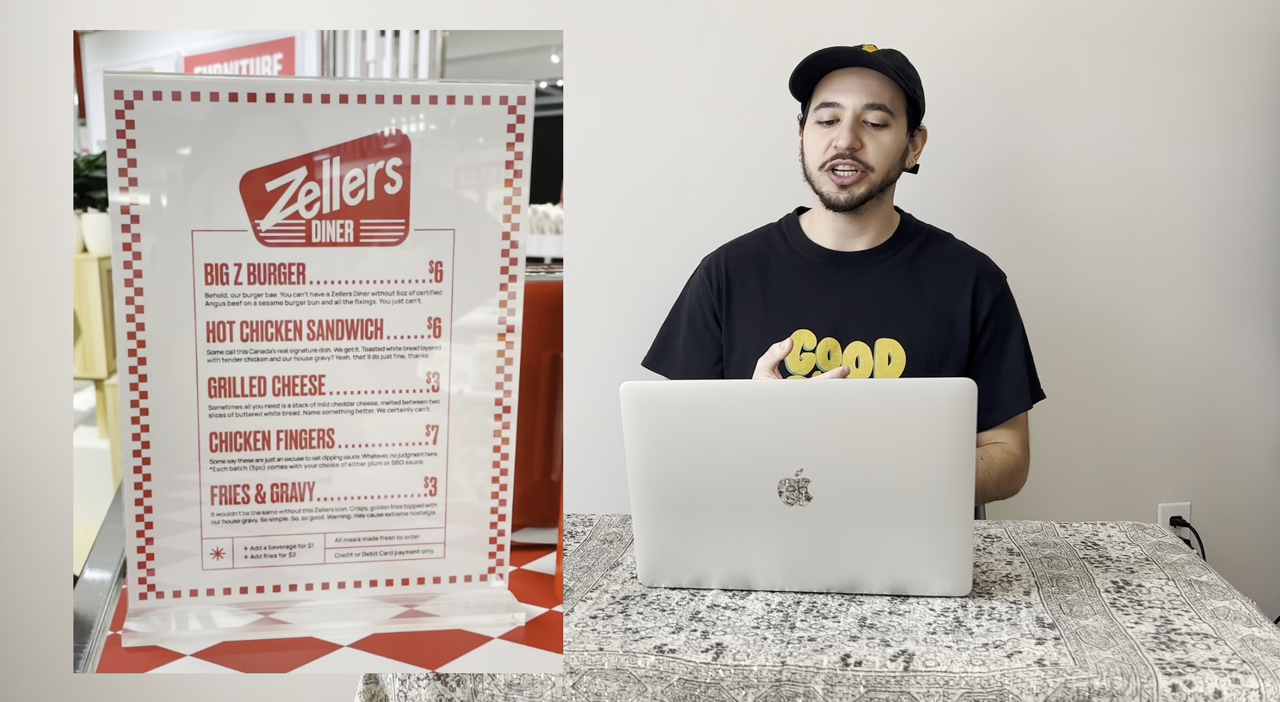 FURNITURE
Zellers
DINER
BIG Z BURGER........................$6
Behold, our burger bae. You can't have a Zellers Diner without 6oz of certified
Angus beef on a sesame burger bun and all the fixings. You just can't.
HOT CHICKEN SANDWICH.......$6
Some call this Canada's real signature dish. We get it. Toasted white bread layered
with tender chicken and our house gravy? Yeah, that'll do just fine, thanks.
GRILLED CHEESE..................$3
Sometimes all you need is a stack of mild cheddar cheese, melted between two
slices of buttered white bread. Name something better. We certainly can't.
CHICKEN FINGERS...............$7
Some say these are just an excuse to eat dipping sauce. Whatever, no judgment here.
*Each batch (5pc) comes with your choice of either plum or BBQ sauce.
FRIES & GRAVY....................$3
It wouldn't be the same without this Zellers icon. Crispy, golden fries topped with
our house gravy. So simple. So, so good. Warning: may cause extreme nostalgia.
+ Add a beverage for $1
+ Add fries for $2
All meals made fresh to order
Credit or Debit Card payment only
GOOD